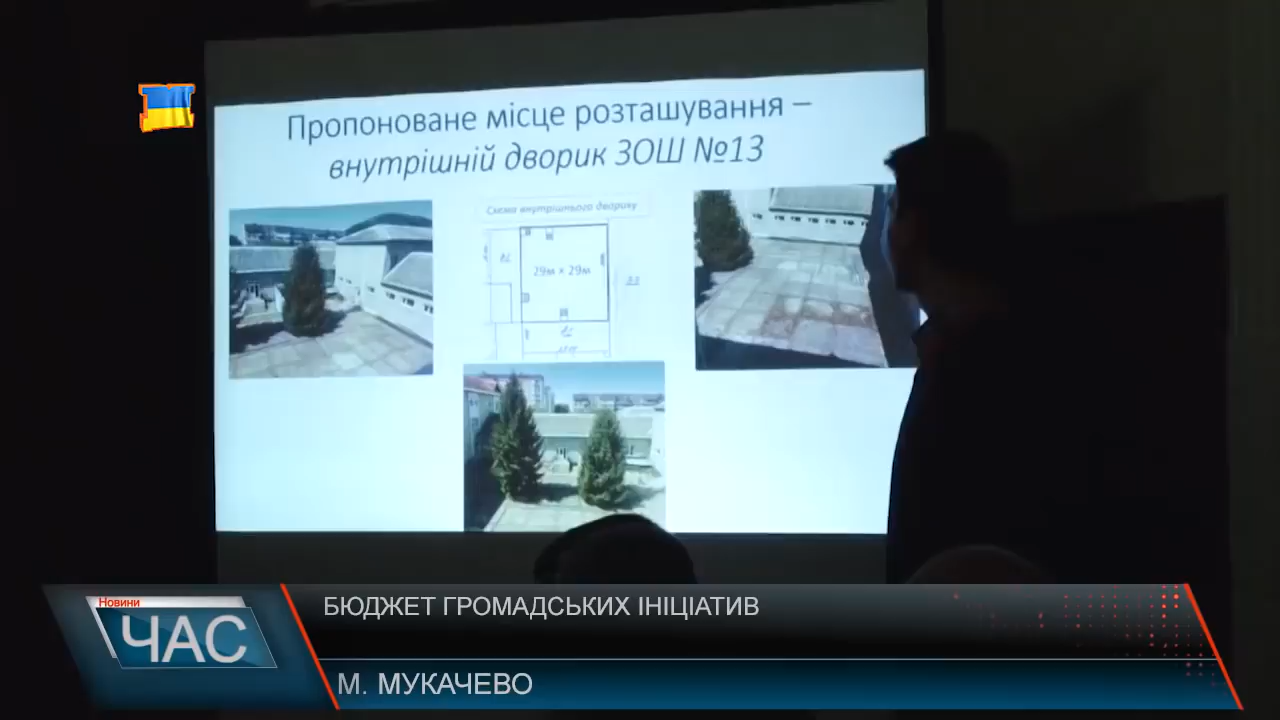 Пропоноване місце розташування –
внутрішній дворик ЗОШ №13
Схема внутрішнього дворику
29м × 29м
Новини
ЧАС
БЮДЖЕТ ГРОМАДСЬКИХ ІНІЦІАТИВ
М. МУКАЧЕВО